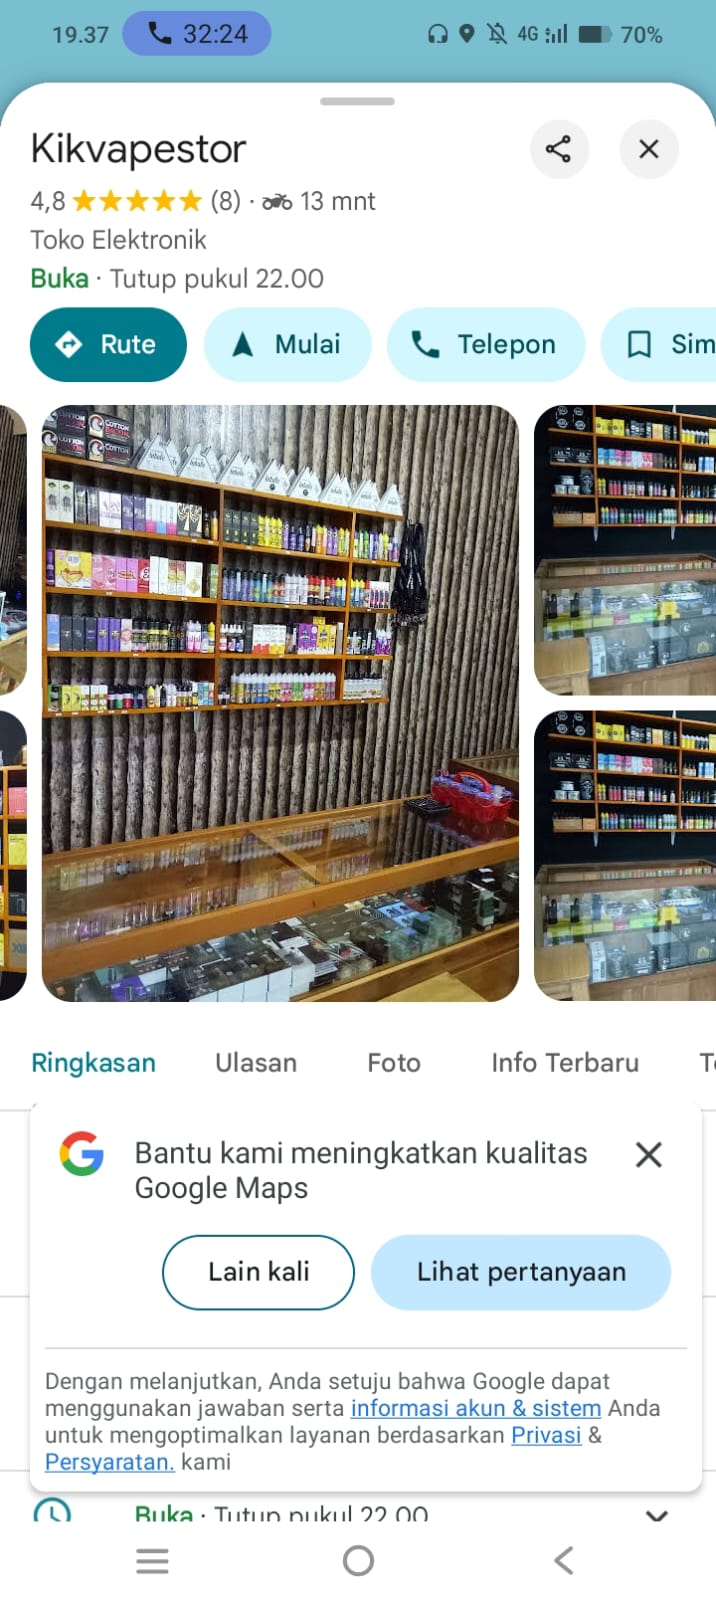 19.37 32:24 4G 70%
Kikvapestor
4,8 (8) · 13 mnt
Toko Elektronik
Buka · Tutup pukul 22.00
Rute Mulai Telepon Sim
COTTON
COTTON
COTTON
Ringkasan Ulasan Foto Info Terbaru
Bantu kami meningkatkan kualitas
Google Maps
Lain kali Lihat pertanyaan
Dengan melanjutkan, Anda setuju bahwa Google dapat
menggunakan jawaban serta informasi akun & sistem Anda
untuk mengoptimalkan layanan berdasarkan Privasi &
Persyaratan. kami
Buka · Tutup pukul 22.00